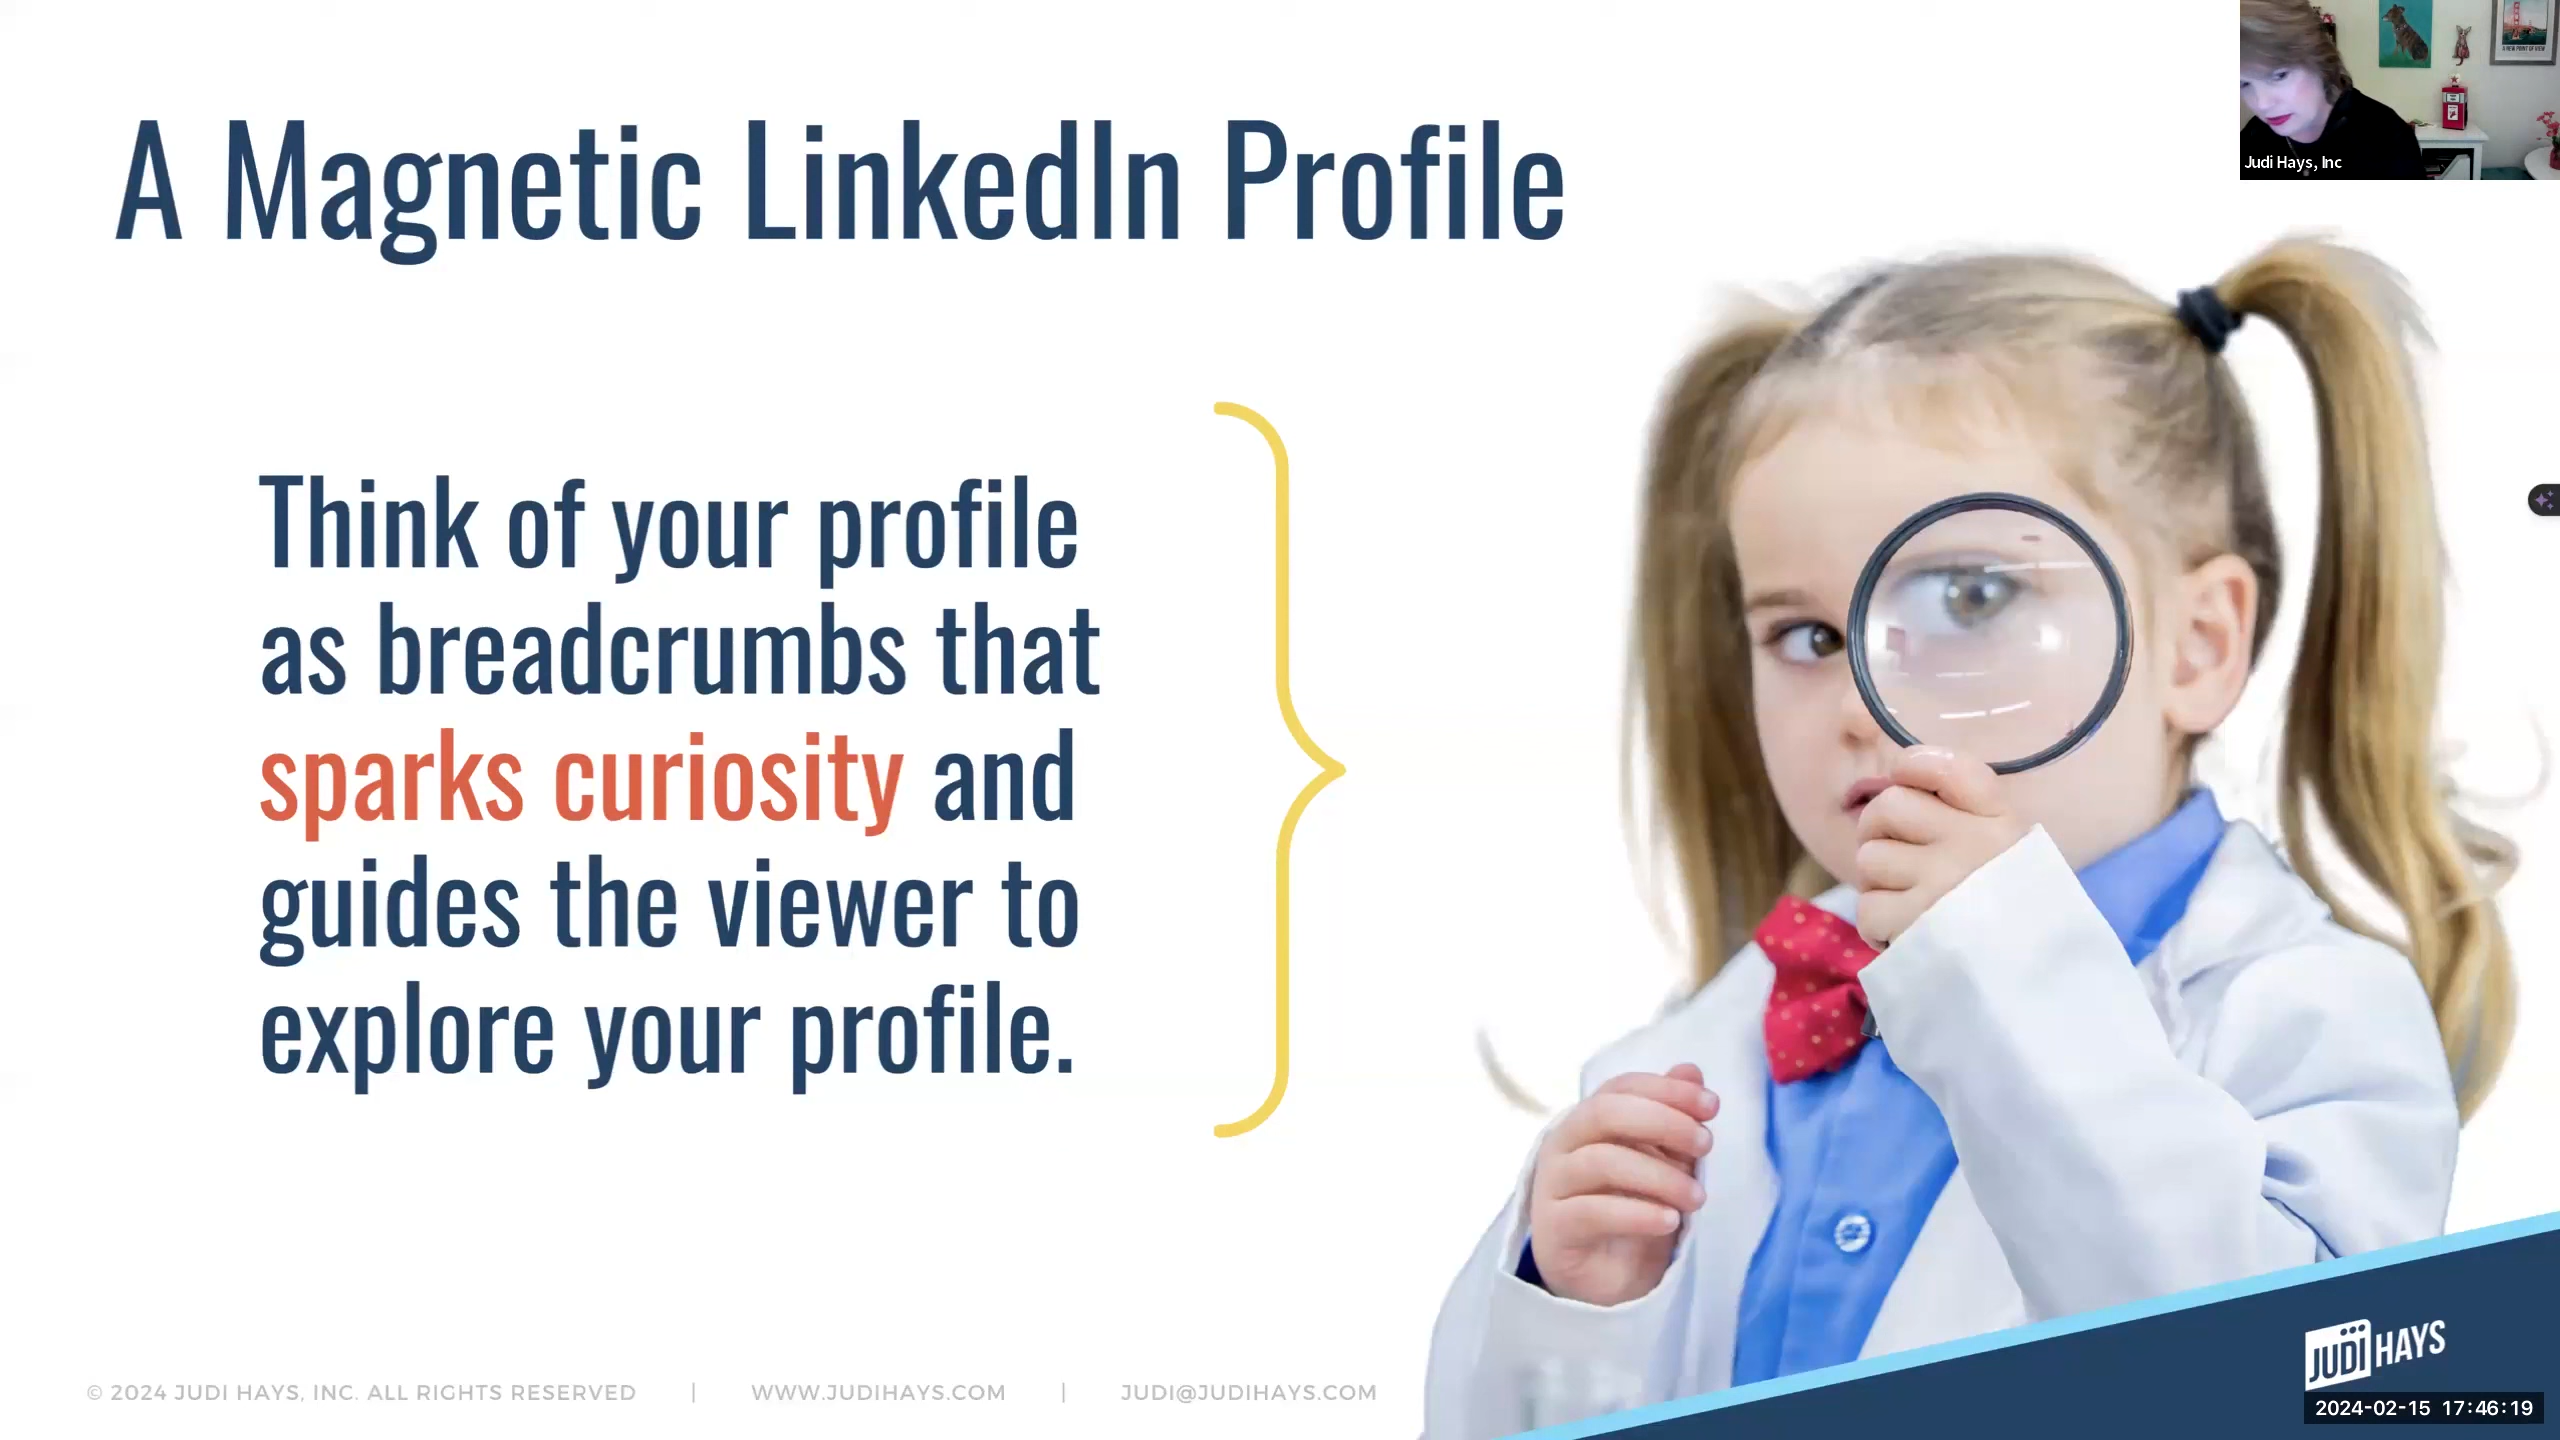 A Magnetic LinkedIn Profile
Judi Hays, Inc
Think of your profile
as breadcrumbs that
sparks curiosity and
guides the viewer to
explore your profile.
© 2024 JUDI HAYS, INC. ALL RIGHTS RESERVED | WWW.JUDIHAYS.COM | JUDI@JUDIHAYS.COM
JUDI HAYS
2024-02-15 17:46:19